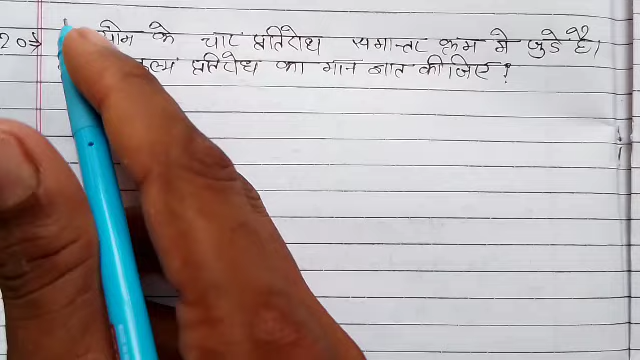 20→ ओम के चार प्रतिरोध समान्तर क्रम में जुड़े है।
प्रतिरोध का मान ज्ञात कीजिए?